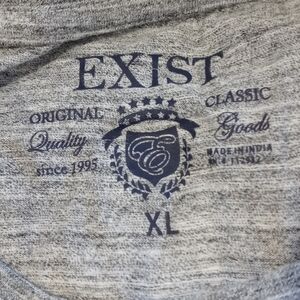 EXIST
ORIGINAL
Quality
since 1995
CLASSIC
Goods
MADE IN INDIA
E
XL